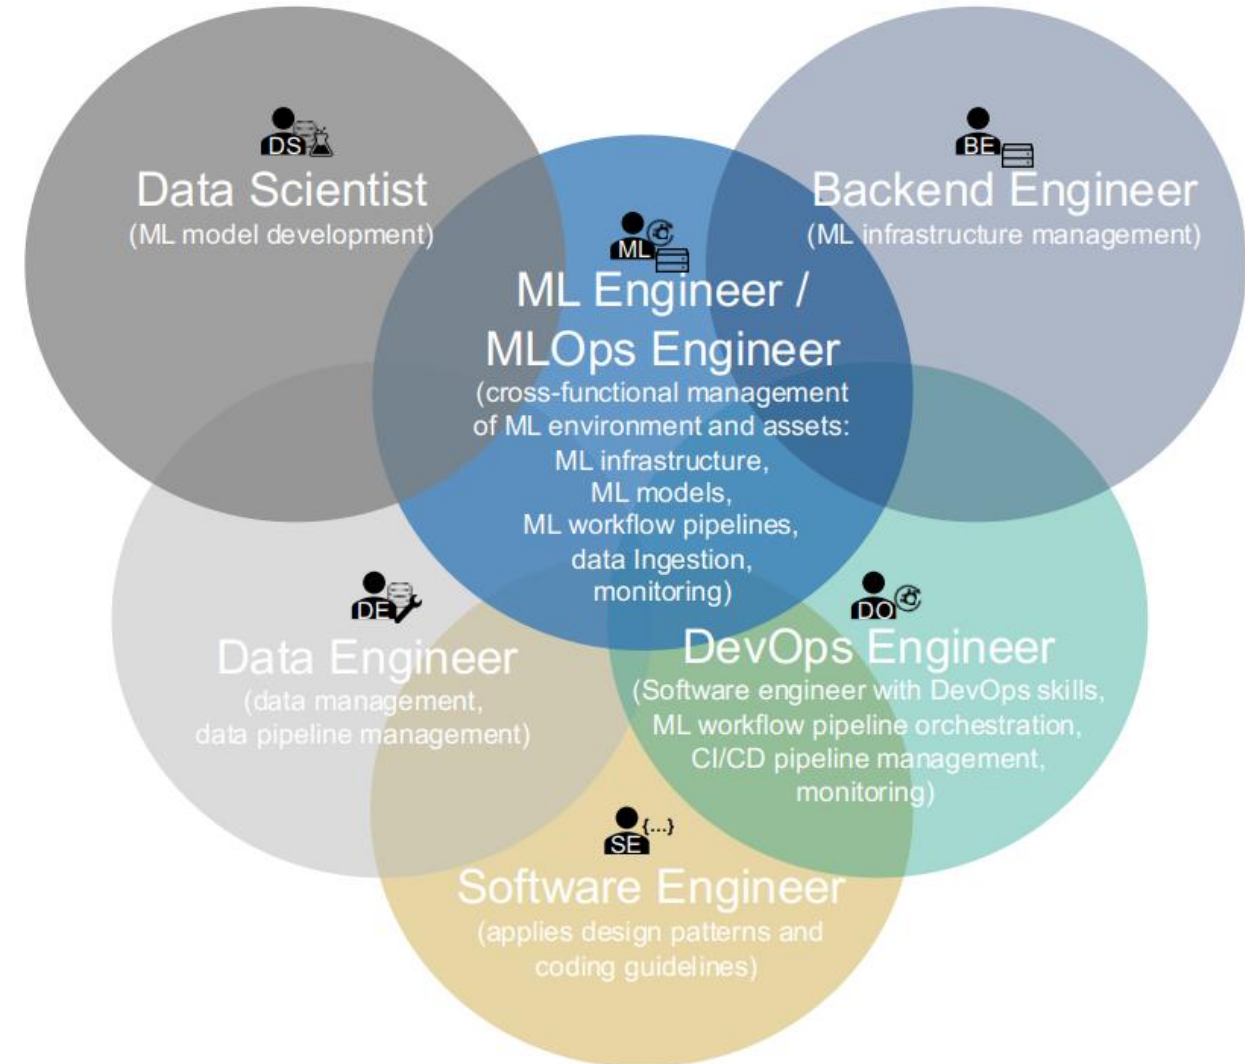 DS
Data Scientist
(ML model development)
BE
Backend Engineer
(ML infrastructure management)
ML
ML Engineer /
MLOps Engineer
(cross-functional management
of ML environment and assets:
ML infrastructure,
ML models,
ML workflow pipelines,
data Ingestion,
monitoring)
DE
Data Engineer
(data management,
data pipeline management)
DO
DevOps Engineer
(Software engineer with DevOps skills,
ML workflow pipeline orchestration,
CI/CD pipeline management,
monitoring)
SE {...}
Software Engineer
(applies design patterns and
coding guidelines)